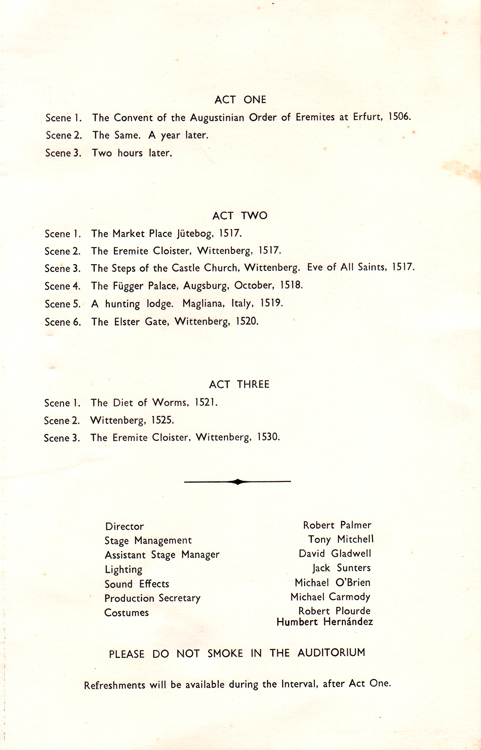 ACT ONE
Scene 1. The Convent of the Augustinian Order of Eremites at Erfurt, 1506.
Scene 2. The Same. A year later.
Scene 3. Two hours later.
ACT TWO
Scene 1. The Market Place Jütebog, 1517.
Scene 2. The Eremite Cloister, Wittenberg, 1517.
Scene 3. The Steps of the Castle Church, Wittenberg. Eve of All Saints, 1517.
Scene 4. The Függer Palace, Augsburg, October, 1518.
Scene 5. A hunting lodge. Magliana, Italy, 1519.
Scene 6. The Elster Gate, Wittenberg, 1520.
ACT THREE
Scene 1. The Diet of Worms, 1521.
Scene 2. Wittenberg, 1525.
Scene 3. The Eremite Cloister, Wittenberg, 1530.
Director Robert Palmer
Stage Management Tony Mitchell
Assistant Stage Manager David Gladwell
Lighting Jack Sunters
Sound Effects Michael O'Brien
Production Secretary Michael Carmody
Costumes Robert Plourde
Humbert Hernández
PLEASE DO NOT SMOKE IN THE AUDITORIUM
Refreshments will be available during the Interval, after Act One.